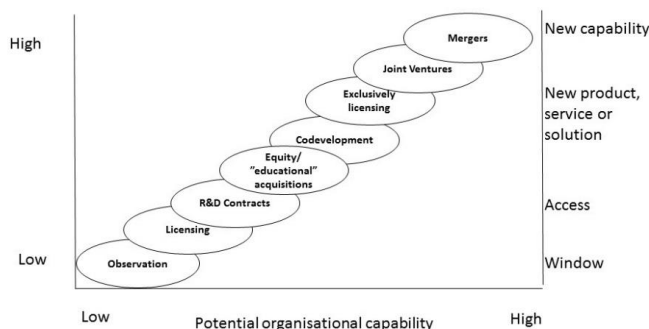 High
Low
Mergers
Joint Ventures
Exclusively
licensing
Codevelopment
Equity/
"educational"
acquisitions
R&D Contracts
Licensing
Observation
New capability
New product,
service or
solution
Access
Window
Low
Potential organisational capability
High